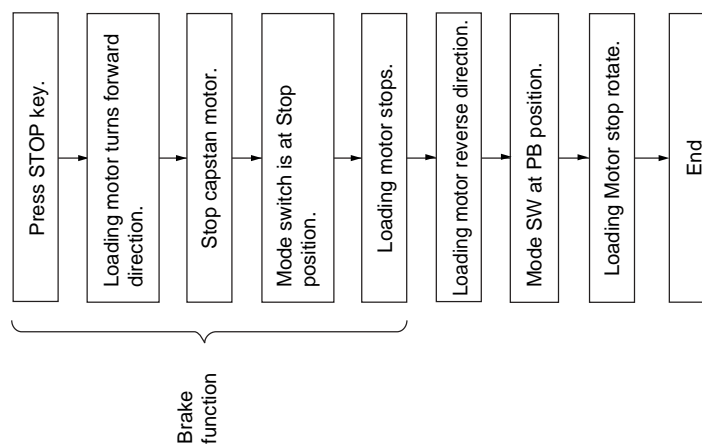 Press STOP key.
Loading motor turns forward
direction.
Stop capstan motor.
Mode switch is at Stop
position.
Loading motor stops.
Loading motor reverse direction.
Mode SW at PB position.
Loading Motor stop rotate.
End
Brake
function